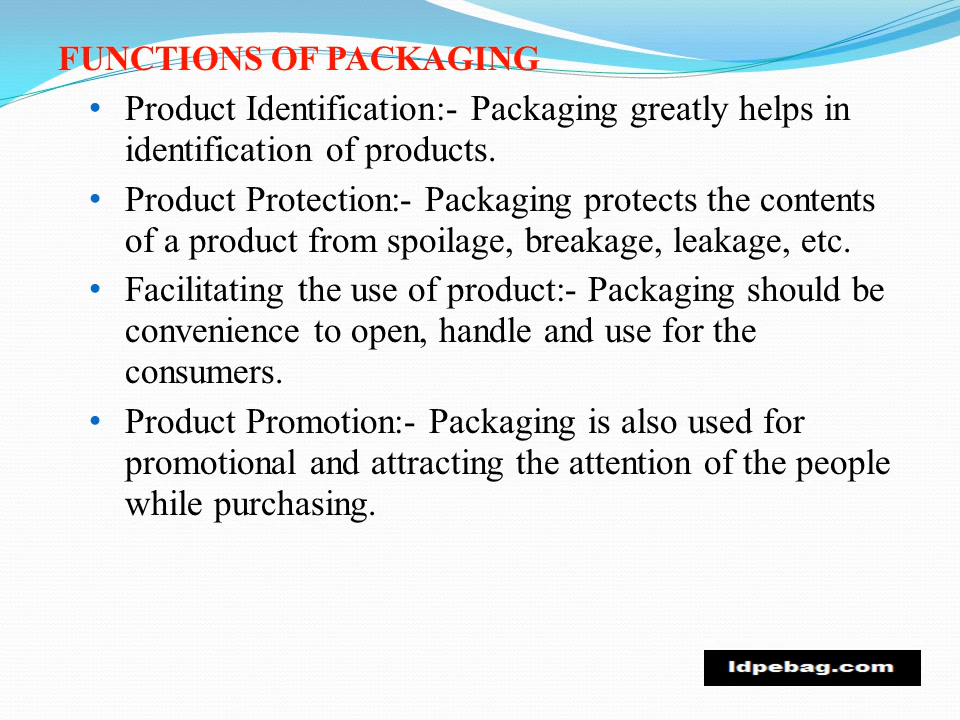 FUNCTIONS OF PACKAGING
• Product Identification:- Packaging greatly helps in
identification of products.
• Product Protection:- Packaging protects the contents
of a product from spoilage, breakage, leakage, etc.
• Facilitating the use of product:- Packaging should be
convenience to open, handle and use for the
consumers.
• Product Promotion:- Packaging is also used for
promotional and attracting the attention of the people
while purchasing.
ldpebag.com